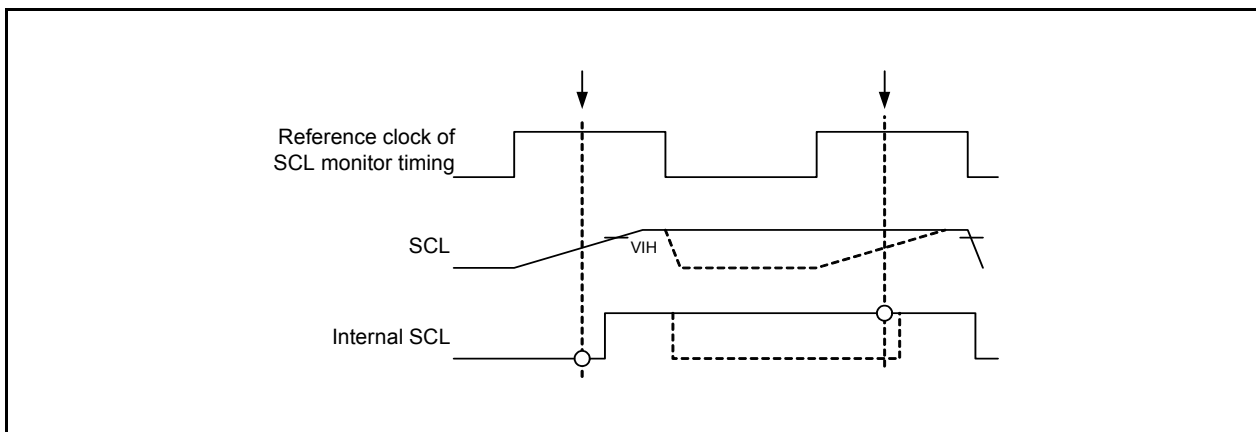 Reference clock of
SCL monitor timing
SCL
VIH
Internal SCL